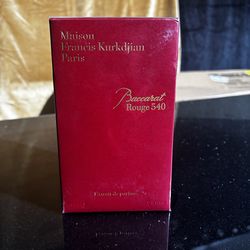 Maison
Francis Kurkdjian
Paris
Baccarat
Rouge 540
Extrait de parfum